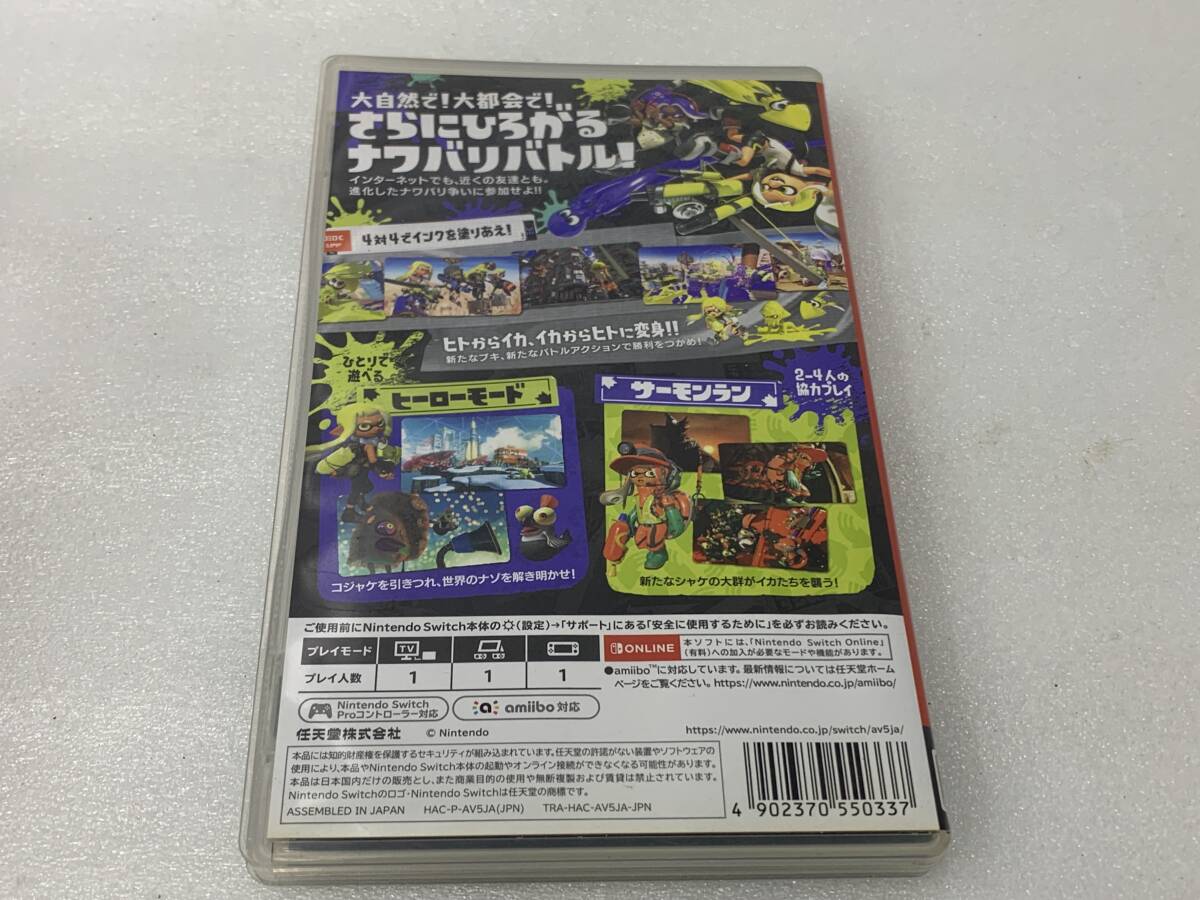 大自然で!大都会で!
さらにひろがる
ナワバリバトル!
インターネットでも、近くの友達とも。
進化したナワバリ争いに参加せよ!!
4対4でインクを塗りあえ!
ヒトからイカ、イカからヒトに変身!!
新たなブキ、新たなバトルアクションで勝利をつかめ!
ひとりで
遊べる
ヒーローモード
コジャケを引きつれ、世界のナゾを解き明かせ!
サーモンラン
2-4人の
協力プレイ
新たなシャケの大群がイカたちを襲う!
ご使用前にNintendo Switch本体の(設定)→「サポート」にある「安全に使用するために」を必ずお読みください。
プレイモード TV
プレイ人数 1 1 1
ONLINE
本ソフトには、「Nintendo Switch Online」
(有料)への加入が必要なモードや機能があります。
●amiibo™に対応しています。最新情報については任天堂ホーム
ページをご覧ください。https://www.nintendo.co.jp/amiibo/
Nintendo Switch
Proコントローラー対応
amiibo 対応
任天堂株式会社 © Nintendo
https://www.nintendo.co.jp/switch/av5ja/
本品には知的財産権を保護するセキュリティが組み込まれています。任天堂の許諾がない装置やソフトウェアの
使用により、本品やNintendo Switch本体の起動やオンライン接続ができなくなる可能性があります。
本品は日本国内だけの販売とし、また商業目的の使用や無断複製および賃貸は禁止されています。
Nintendo Switchのロゴ・Nintendo Switchは任天堂の商標です。
ASSEMBLED IN JAPAN HAC-P-AV5JA(JPN) TRA-HAC-AV5JA-JPN
4 902370 550337